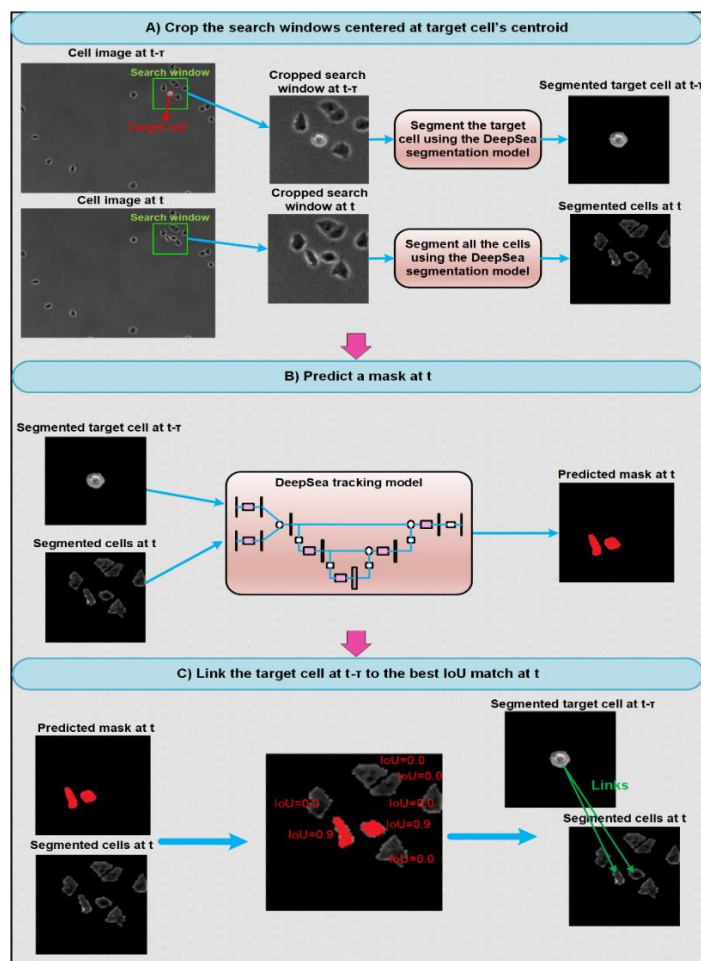 A) Crop the search windows centered at target cell's centroid
Cell image at t-τ
Search window
Target cell
Cropped search
window at t-τ
Segment the target
cell using the DeepSea
segmentation model
Segmented target cell at t-τ
Cell image at t
Search window
Cropped search
window at t
Segment all the cells
using the DeepSea
segmentation model
Segmented cells at t
B) Predict a mask at t
Segmented target cell at t-τ
DeepSea tracking model
Predicted mask at t
Segmented cells at t
C) Link the target cell at t-τ to the best IoU match at t
Predicted mask at t
Segmented cells at t
IoU=0.0
IoU=0.0
IoU=0.0
IoU=0.0
IoU=0.9
IoU=0.9
IoU=0.0
Segmented target cell at t-τ
Links
Segmented cells at t